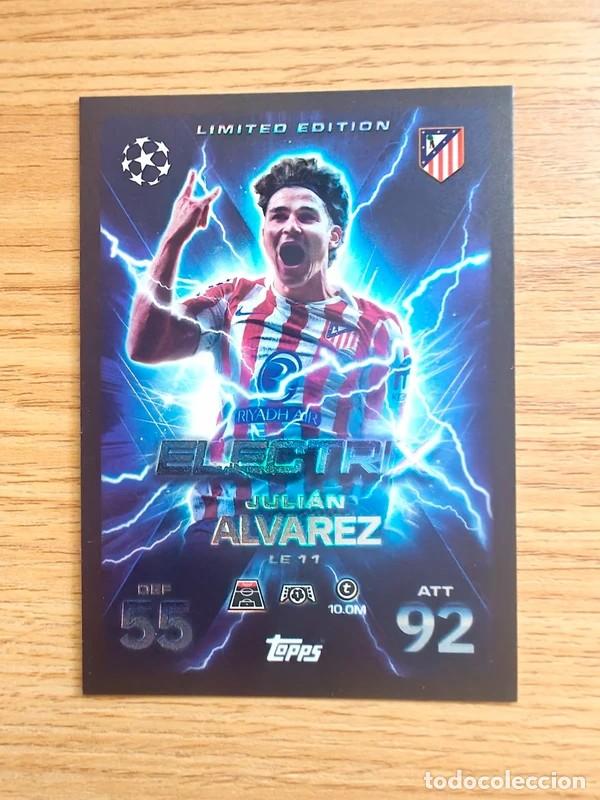 LIMITED EDITION
RIYADH AIR
ELECTRIX
JULIÁN
ALVAREZ
LE 11
DEF
55
ATT
92
t
10.0M
topps
todocoleccion